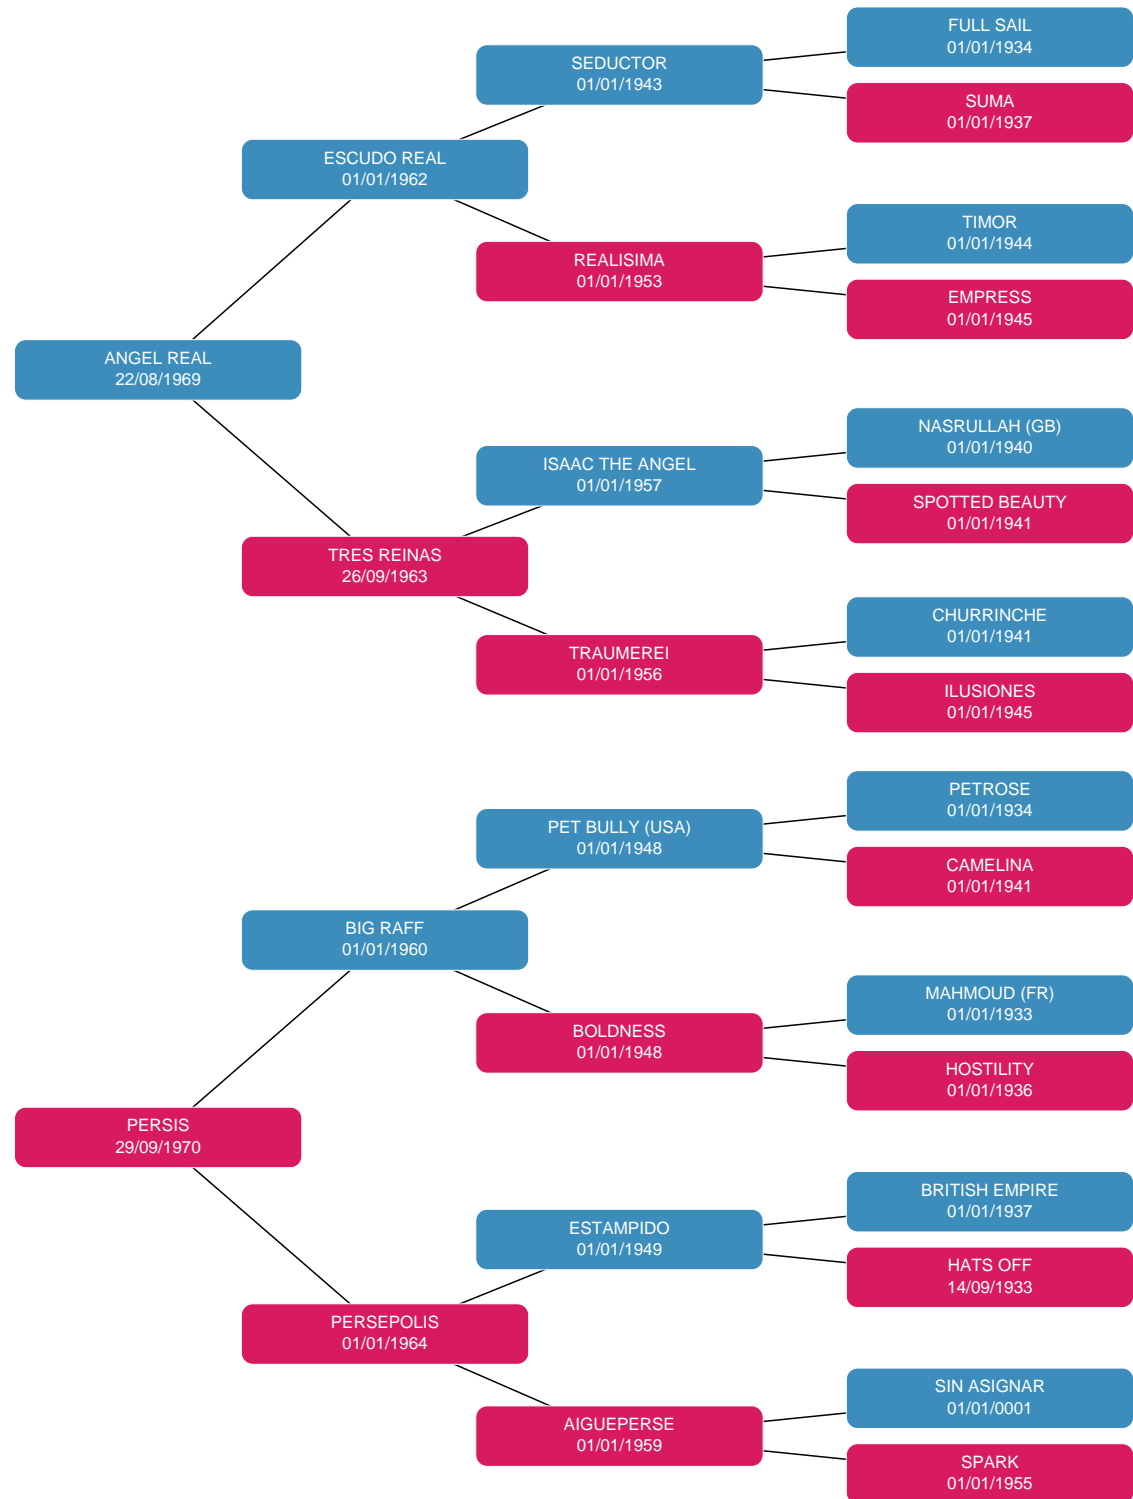 FULL SAIL
01/01/1934
SEDUCTOR
01/01/1943
SUMA
01/01/1937
ESCUDO REAL
01/01/1962
TIMOR
01/01/1944
REALISIMA
01/01/1953
EMPRESS
01/01/1945
ANGEL REAL
22/08/1969
NASRULLAH (GB)
01/01/1940
ISAAC THE ANGEL
01/01/1957
SPOTTED BEAUTY
01/01/1941
TRES REINAS
26/09/1963
CHURRINCHE
01/01/1941
TRAUMEREI
01/01/1956
ILUSIONES
01/01/1945
PETROSE
01/01/1934
PET BULLY (USA)
01/01/1948
CAMELINA
01/01/1941
BIG RAFF
01/01/1960
MAHMOUD (FR)
01/01/1933
BOLDNESS
01/01/1948
HOSTILITY
01/01/1936
PERSIS
29/09/1970
BRITISH EMPIRE
01/01/1937
ESTAMPIDO
01/01/1949
HATS OFF
14/09/1933
PERSEPOLIS
01/01/1964
SIN ASIGNAR
01/01/0001
AIGUEPERSE
01/01/1959
SPARK
01/01/1955